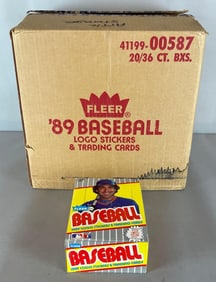 41199-00587
20/36 CT. BXS.
FLEER
'89 BASEBALL
LOGO STICKERS
& TRADING CARDS
FLEER
BASEBALL
BASEBALL